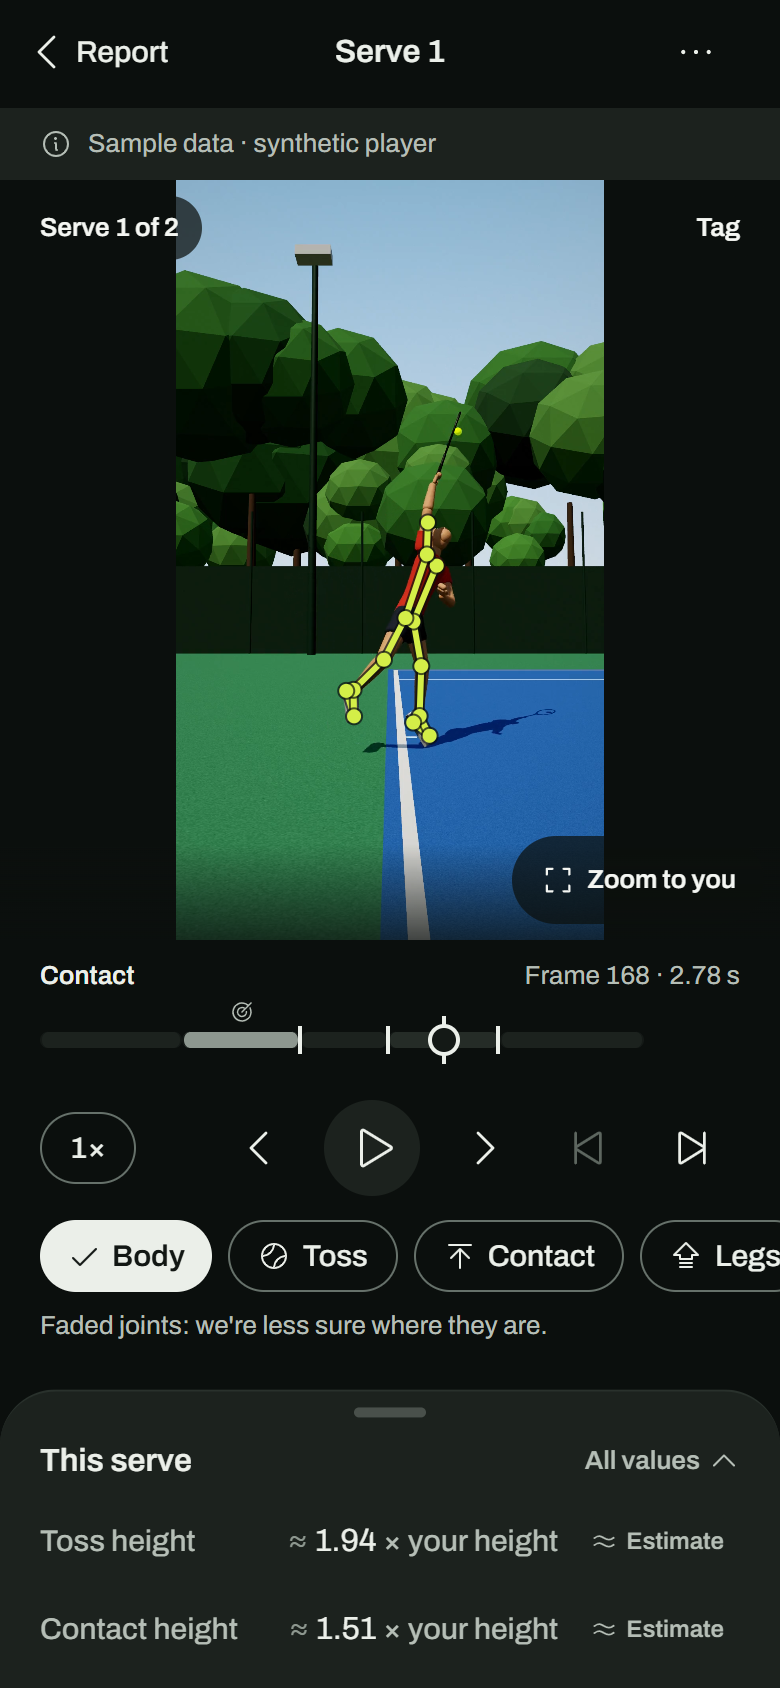 Report
Serve 1
Sample data · synthetic player
Serve 1 of 2
Tag
Zoom to you
Contact
Frame 168 · 2.78 s
1×
Body
Toss
Contact
Legs
Faded joints: we're less sure where they are.
This serve
All values
Toss height ≈ 1.94 × your height ≈ Estimate
Contact height ≈ 1.51 × your height ≈ Estimate